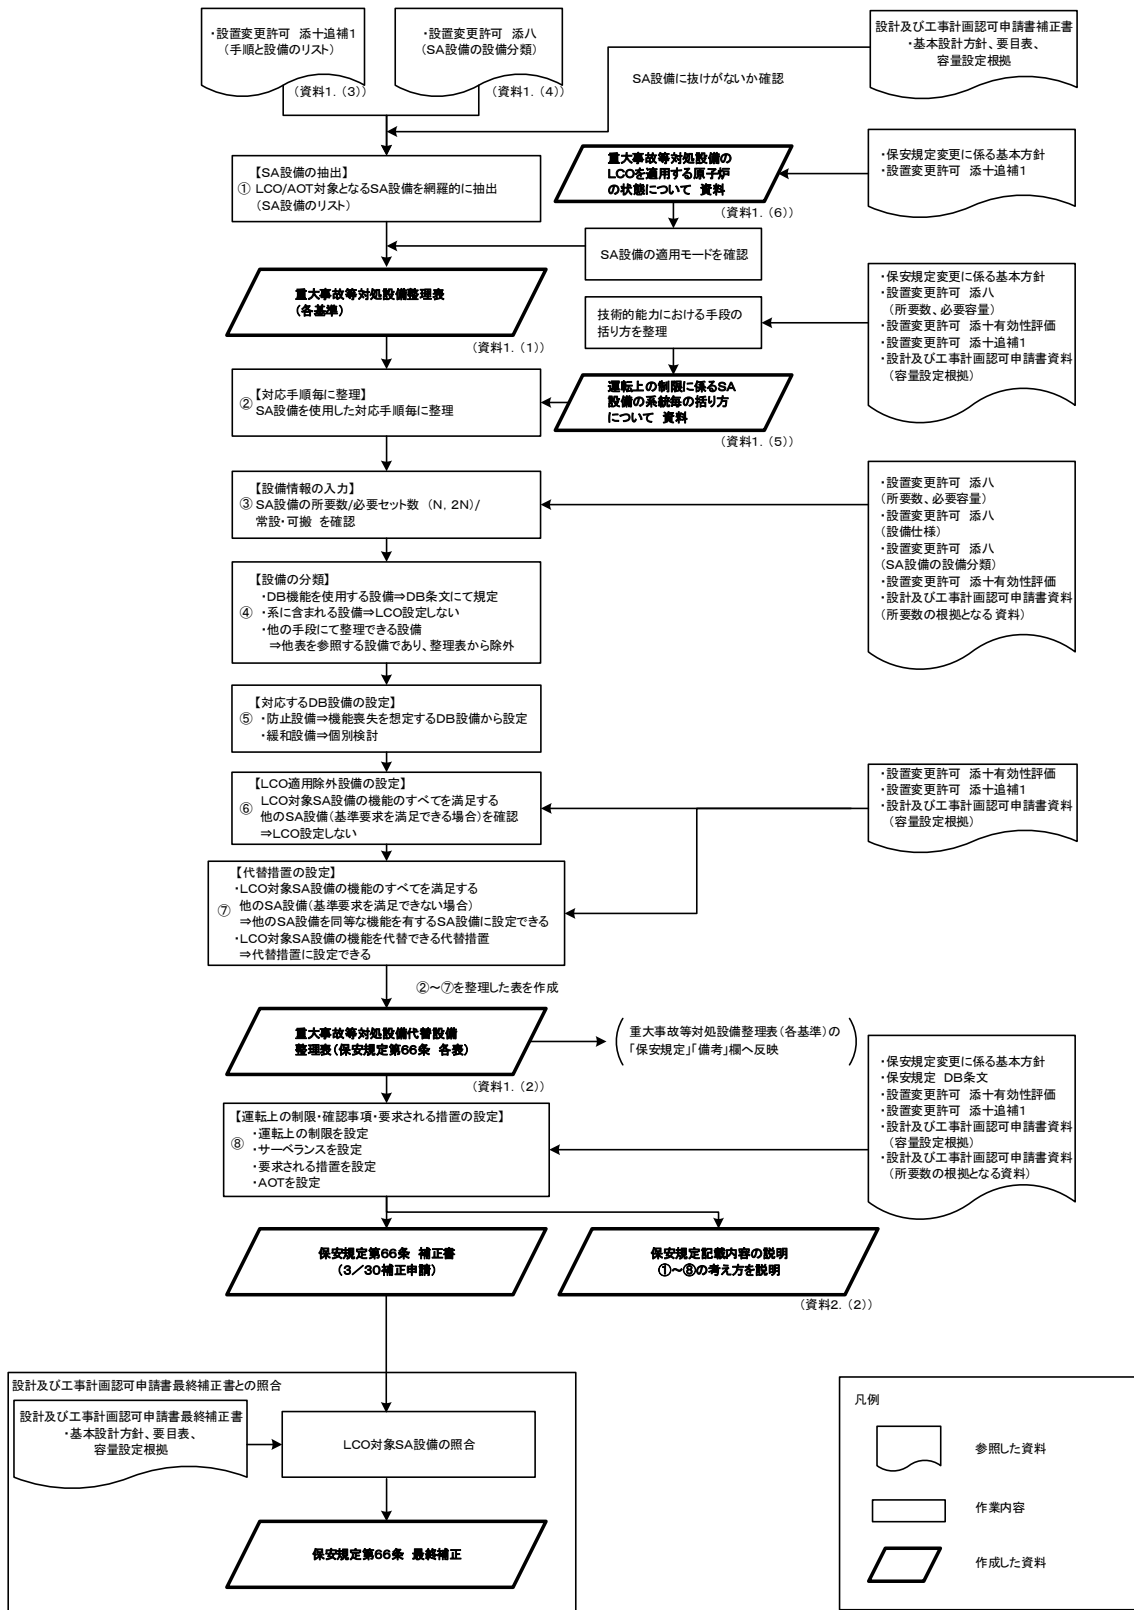 ・設置変更許可 添十追補1
(手順と設備のリスト)
(資料1.(3))
・設置変更許可 添八
(SA設備の設備分類)
(資料1.(4))
設計及び工事計画認可申請書補正書
・基本設計方針、要目表、
容量設定根拠
SA設備に抜けがないか確認
【SA設備の抽出】
① LCO/AOT対象となるSA設備を網羅的に抽出
(SA設備のリスト)
重大事故等対処設備の
LCOを適用する原子炉
の状態について 資料
(資料1.(6))
・保安規定変更に係る基本方針
・設置変更許可 添十追補1
SA設備の適用モードを確認
重大事故等対処設備整理表
(各基準)
(資料1.(1))
技術的能力における手段の
括り方を整理
・保安規定変更に係る基本方針
・設置変更許可 添八
(所要数、必要容量)
・設置変更許可 添十有効性評価
・設置変更許可 添十追補1
・設計及び工事計画認可申請書資料
(容量設定根拠)
【対応手順毎に整理】
② SA設備を使用した対応手順毎に整理
運転上の制限に係るSA
設備の系統毎の括り方
について 資料
(資料1.(5))
【設備情報の入力】
③ SA設備の所要数/必要セット数 (N, 2N)/
常設・可搬 を確認
・設置変更許可 添八
(所要数、必要容量)
・設置変更許可 添八
(設備仕様)
・設置変更許可 添八
(SA設備の設備分類)
・設置変更許可 添十有効性評価
・設計及び工事計画認可申請書資料
(所要数の根拠となる資料)
【設備の分類】
・DB機能を使用する設備⇒DB条文にて規定
④ ・系に含まれる設備⇒LCO設定しない
・他の手段にて整理できる設備
⇒他表を参照する設備であり、整理表から除外
【対応するDB設備の設定】
⑤ ・防止設備⇒機能喪失を想定するDB設備から設定
・緩和設備⇒個別検討
【LCO適用除外設備の設定】
⑥ LCO対象SA設備の機能のすべてを満足する
他のSA設備(基準要求を満足できる場合)を確認
⇒LCO設定しない
・設置変更許可 添十有効性評価
・設置変更許可 添十追補1
・設計及び工事計画認可申請書資料
(容量設定根拠)
【代替措置の設定】
・LCO対象SA設備の機能のすべてを満足する
他のSA設備(基準要求を満足できない場合)
⑦ ⇒他のSA設備を同等な機能を有するSA設備に設定できる
・LCO対象SA設備の機能を代替できる代替措置
⇒代替措置に設定できる
②～⑦を整理した表を作成
重大事故等対処設備代替設備
整理表(保安規定第66条 各表)
(資料1.(2))
(重大事故等対処設備整理表(各基準)の
「保安規定」「備考」欄へ反映)
・保安規定変更に係る基本方針
・保安規定 DB条文
・設置変更許可 添十有効性評価
・設置変更許可 添十追補1
・設計及び工事計画認可申請書資料
(容量設定根拠)
・設計及び工事計画認可申請書資料
(所要数の根拠となる資料)
【運転上の制限・確認事項・要求される措置の設定】
・運転上の制限を設定
⑧ ・サーベランスを設定
・要求される措置を設定
・AOTを設定
保安規定第66条 補正書
(3/30補正申請)
保安規定記載内容の説明
①～⑧の考え方を説明
(資料2.(2))
設計及び工事計画認可申請書最終補正書との照合
設計及び工事計画認可申請書最終補正書
・基本設計方針、要目表、
容量設定根拠
LCO対象SA設備の照合
保安規定第66条 最終補正
凡例
参照した資料
作業内容
作成した資料